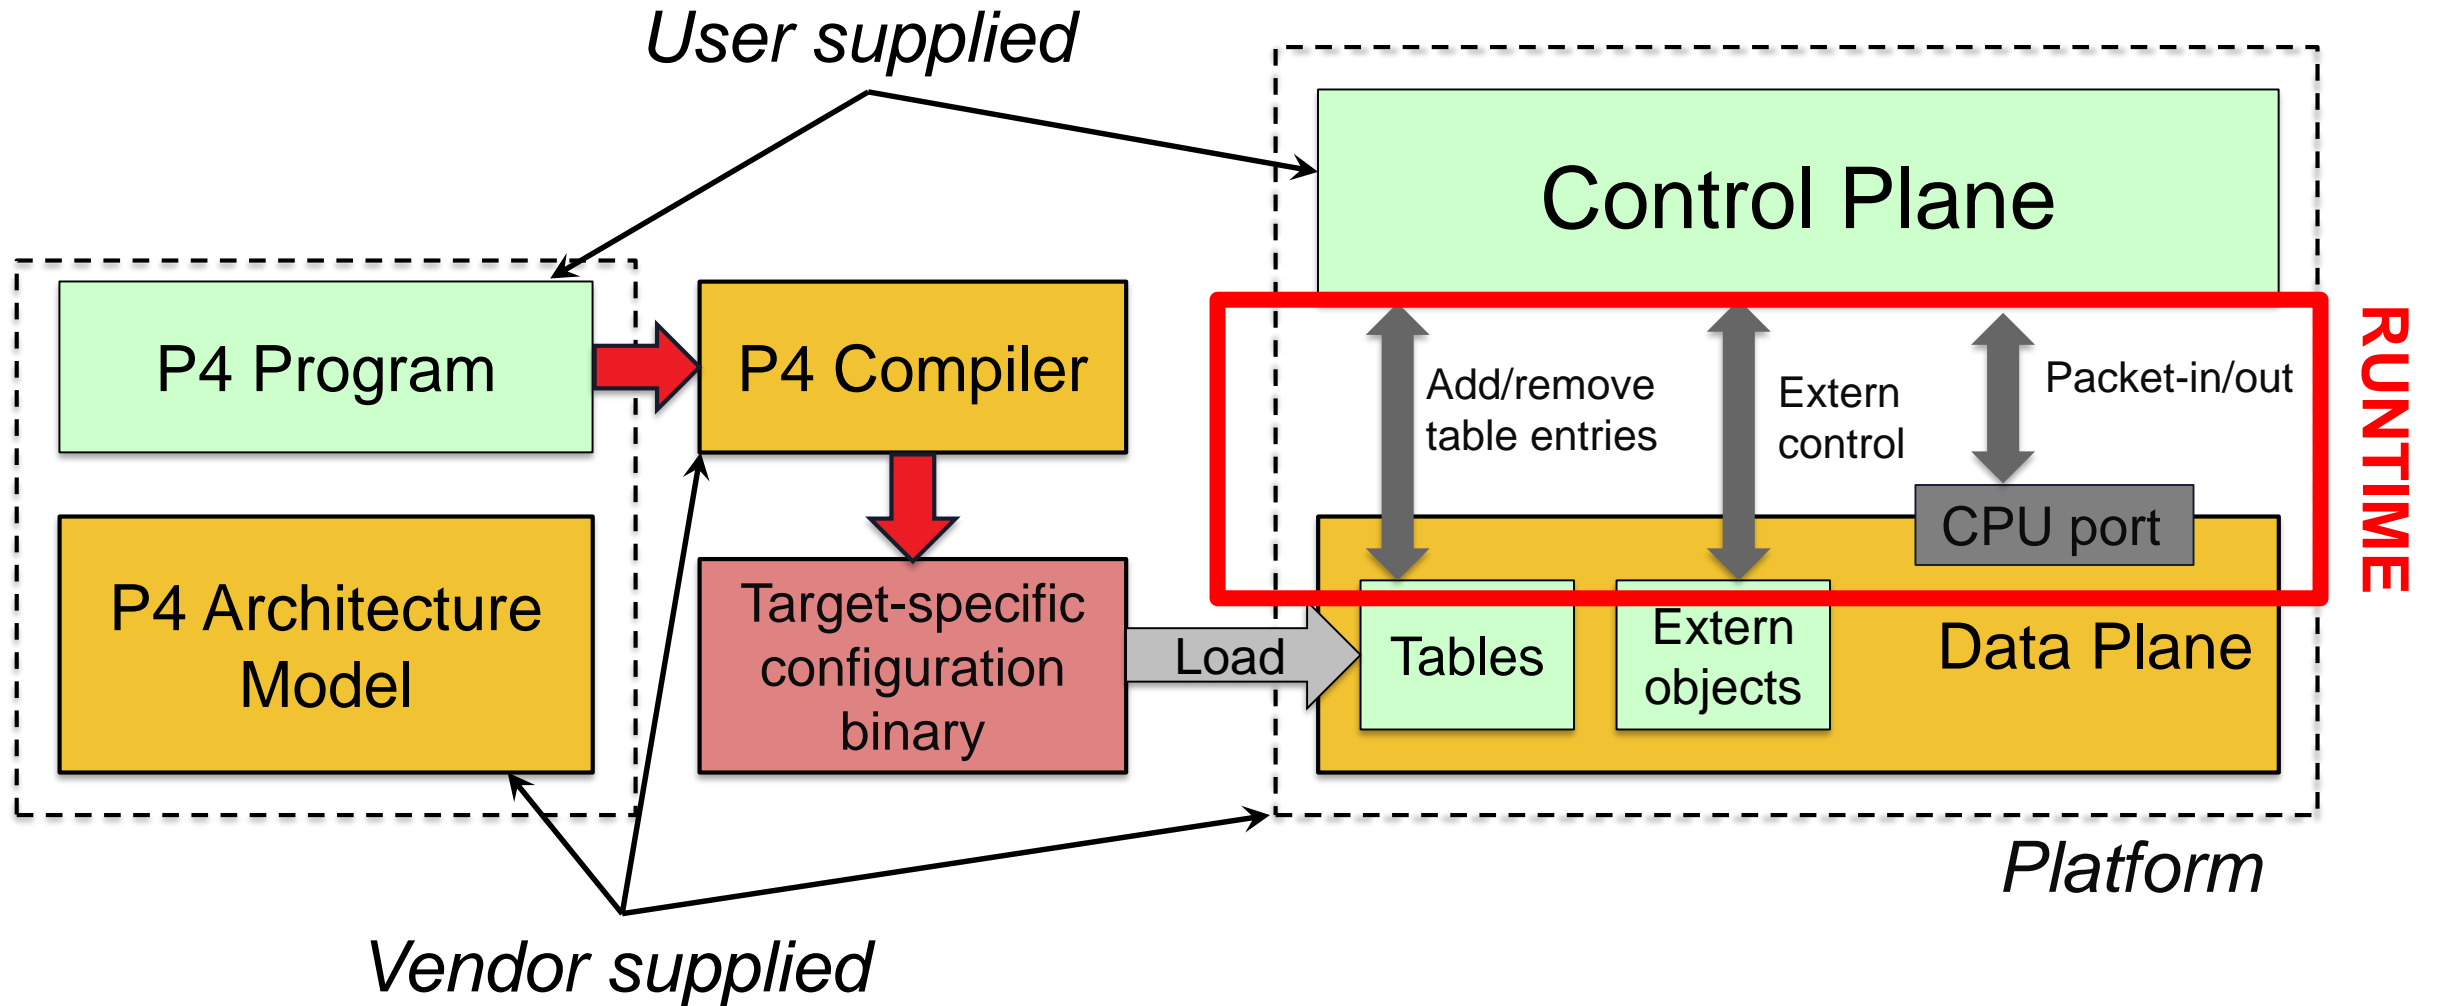 User supplied
Control Plane
P4 Program
P4 Compiler
Add/remove
table entries
Extern
control
Packet-in/out
RUNTIME
CPU port
P4 Architecture
Model
Target-specific
configuration
binary
Load
Tables
Extern
objects
Data Plane
Platform
Vendor supplied